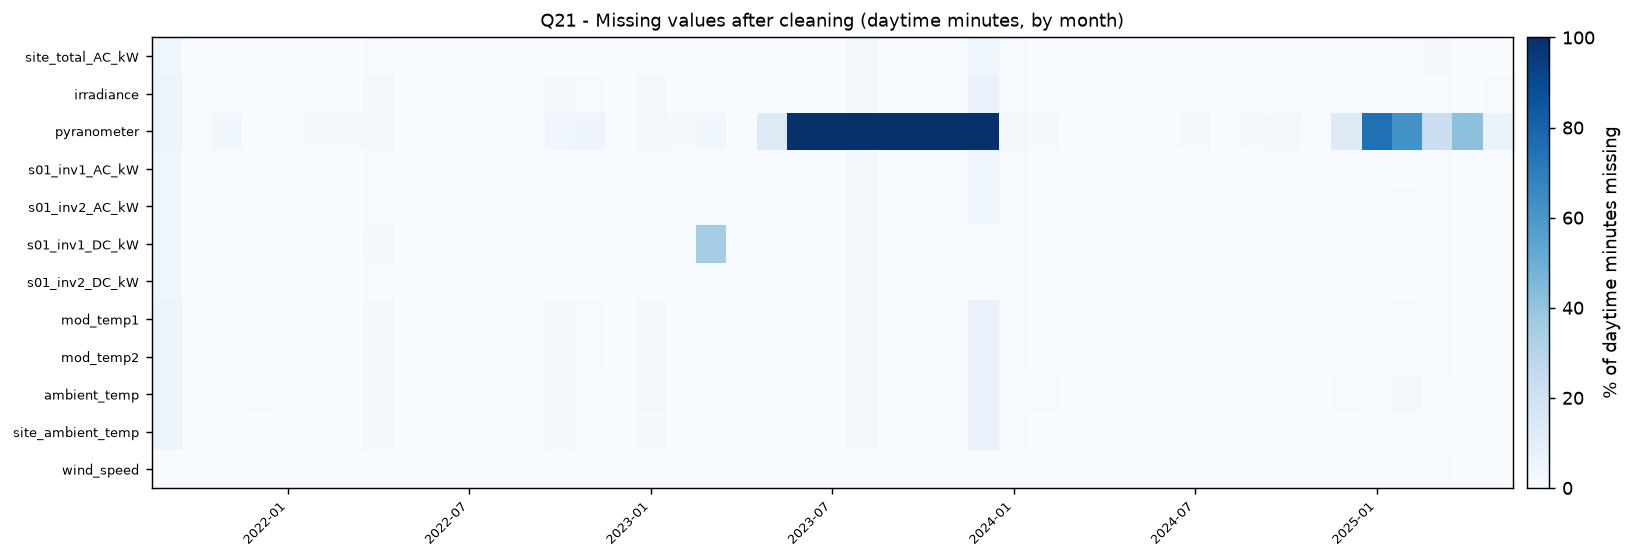 Q21 - Missing values after cleaning (daytime minutes, by month)
site_total_AC_kW
irradiance
pyranometer
s01_inv1_AC_kW
s01_inv2_AC_kW
s01_inv1_DC_kW
s01_inv2_DC_kW
mod_temp1
mod_temp2
ambient_temp
site_ambient_temp
wind_speed
2022-01
2022-07
2023-01
2023-07
2024-01
2024-07
2025-01
100
80
60
40
20
0
% of daytime minutes missing